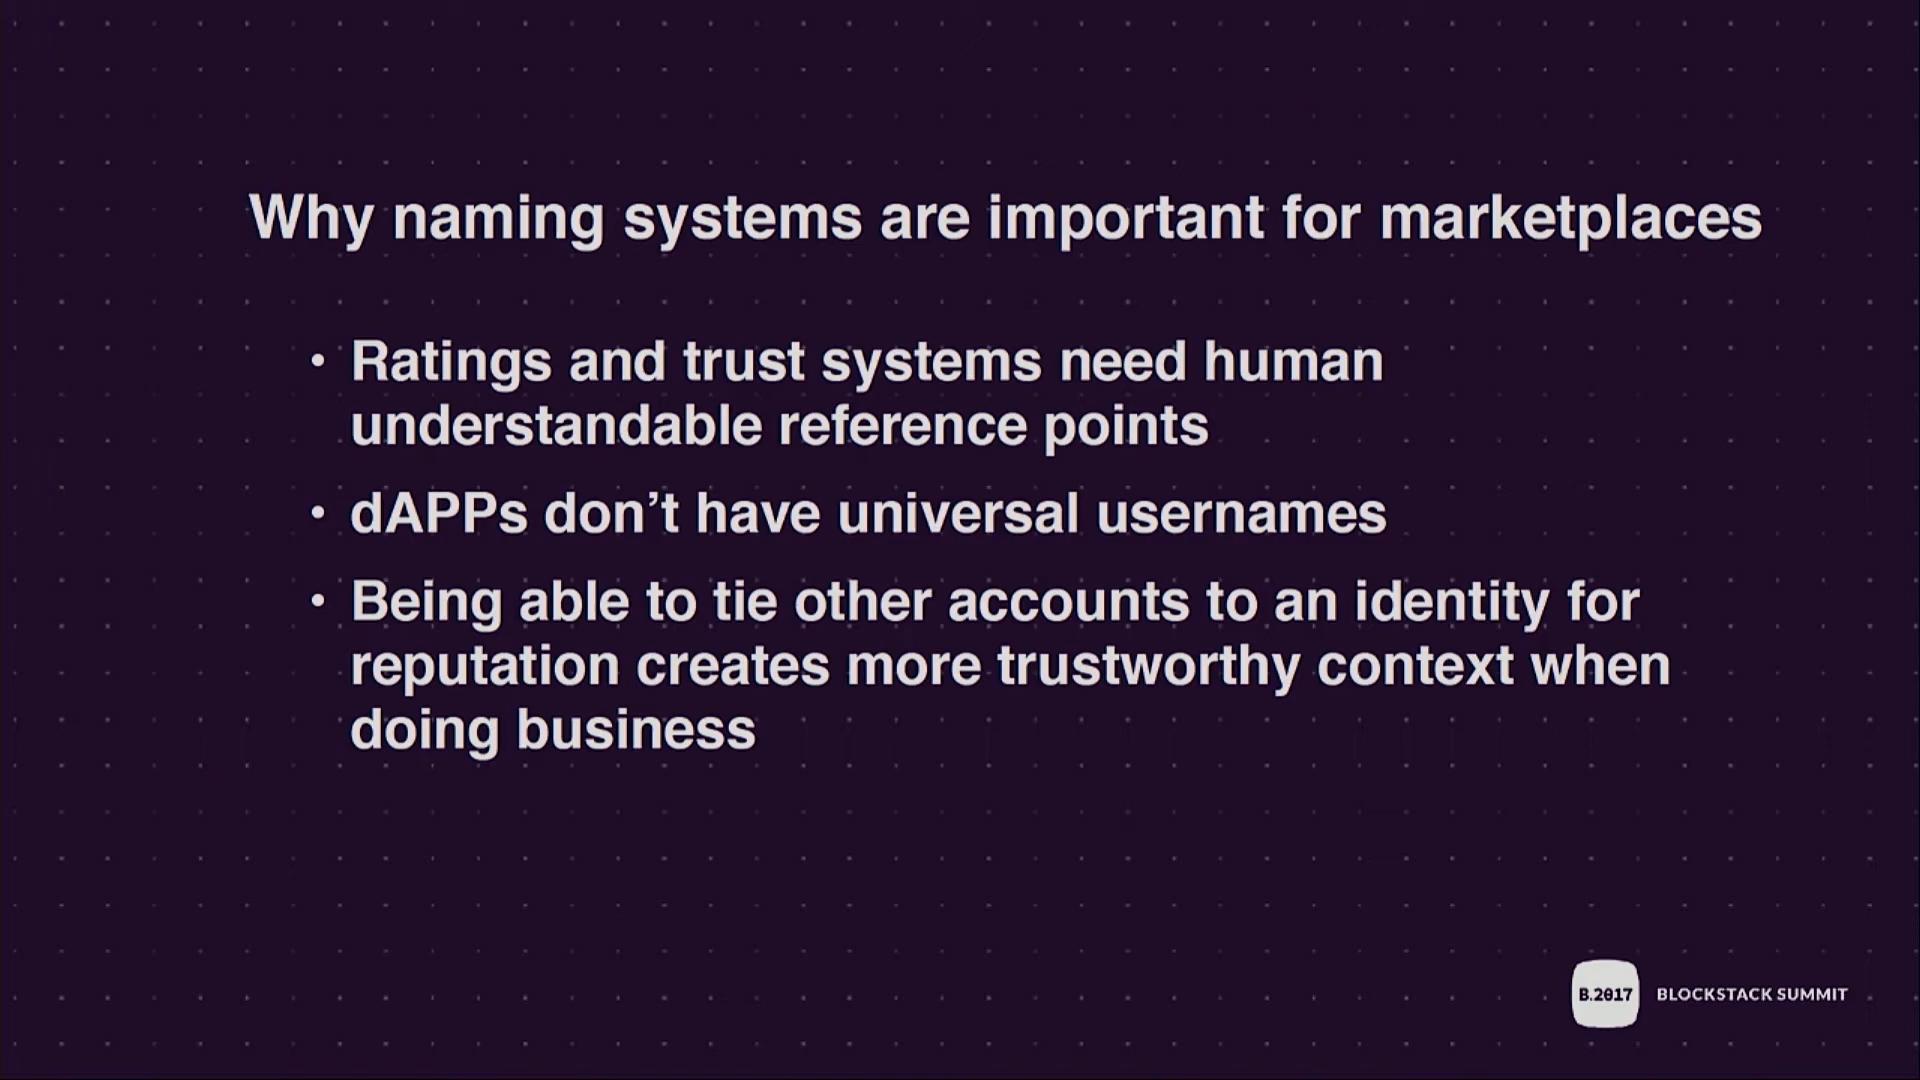 Why naming systems are important for marketplaces
• Ratings and trust systems need human
understandable reference points
• dAPPs don’t have universal usernames
• Being able to tie other accounts to an identity for
reputation creates more trustworthy context when
doing business
B.2017 BLOCKSTACK SUMMIT